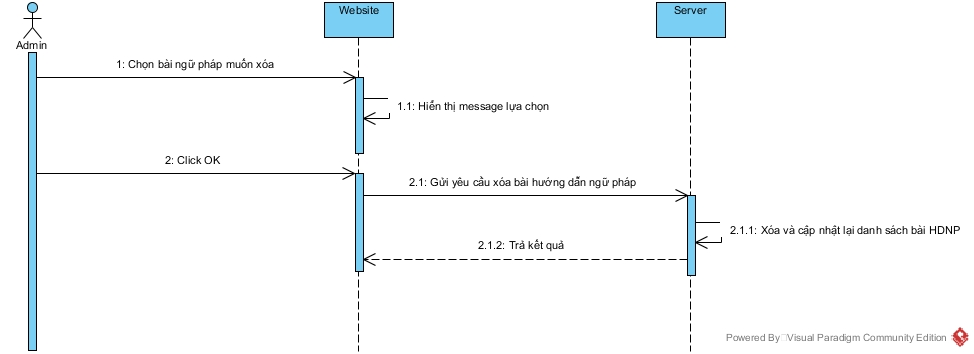 Website
Server
Admin
1: Chọn bài ngữ pháp muốn xóa
1.1: Hiển thị message lựa chọn
2: Click OK
2.1: Gửi yêu cầu xóa bài hướng dẫn ngữ pháp
2.1.1: Xóa và cập nhật lại danh sách bài HDNP
2.1.2: Trả kết quả
Powered By Visual Paradigm Community Edition